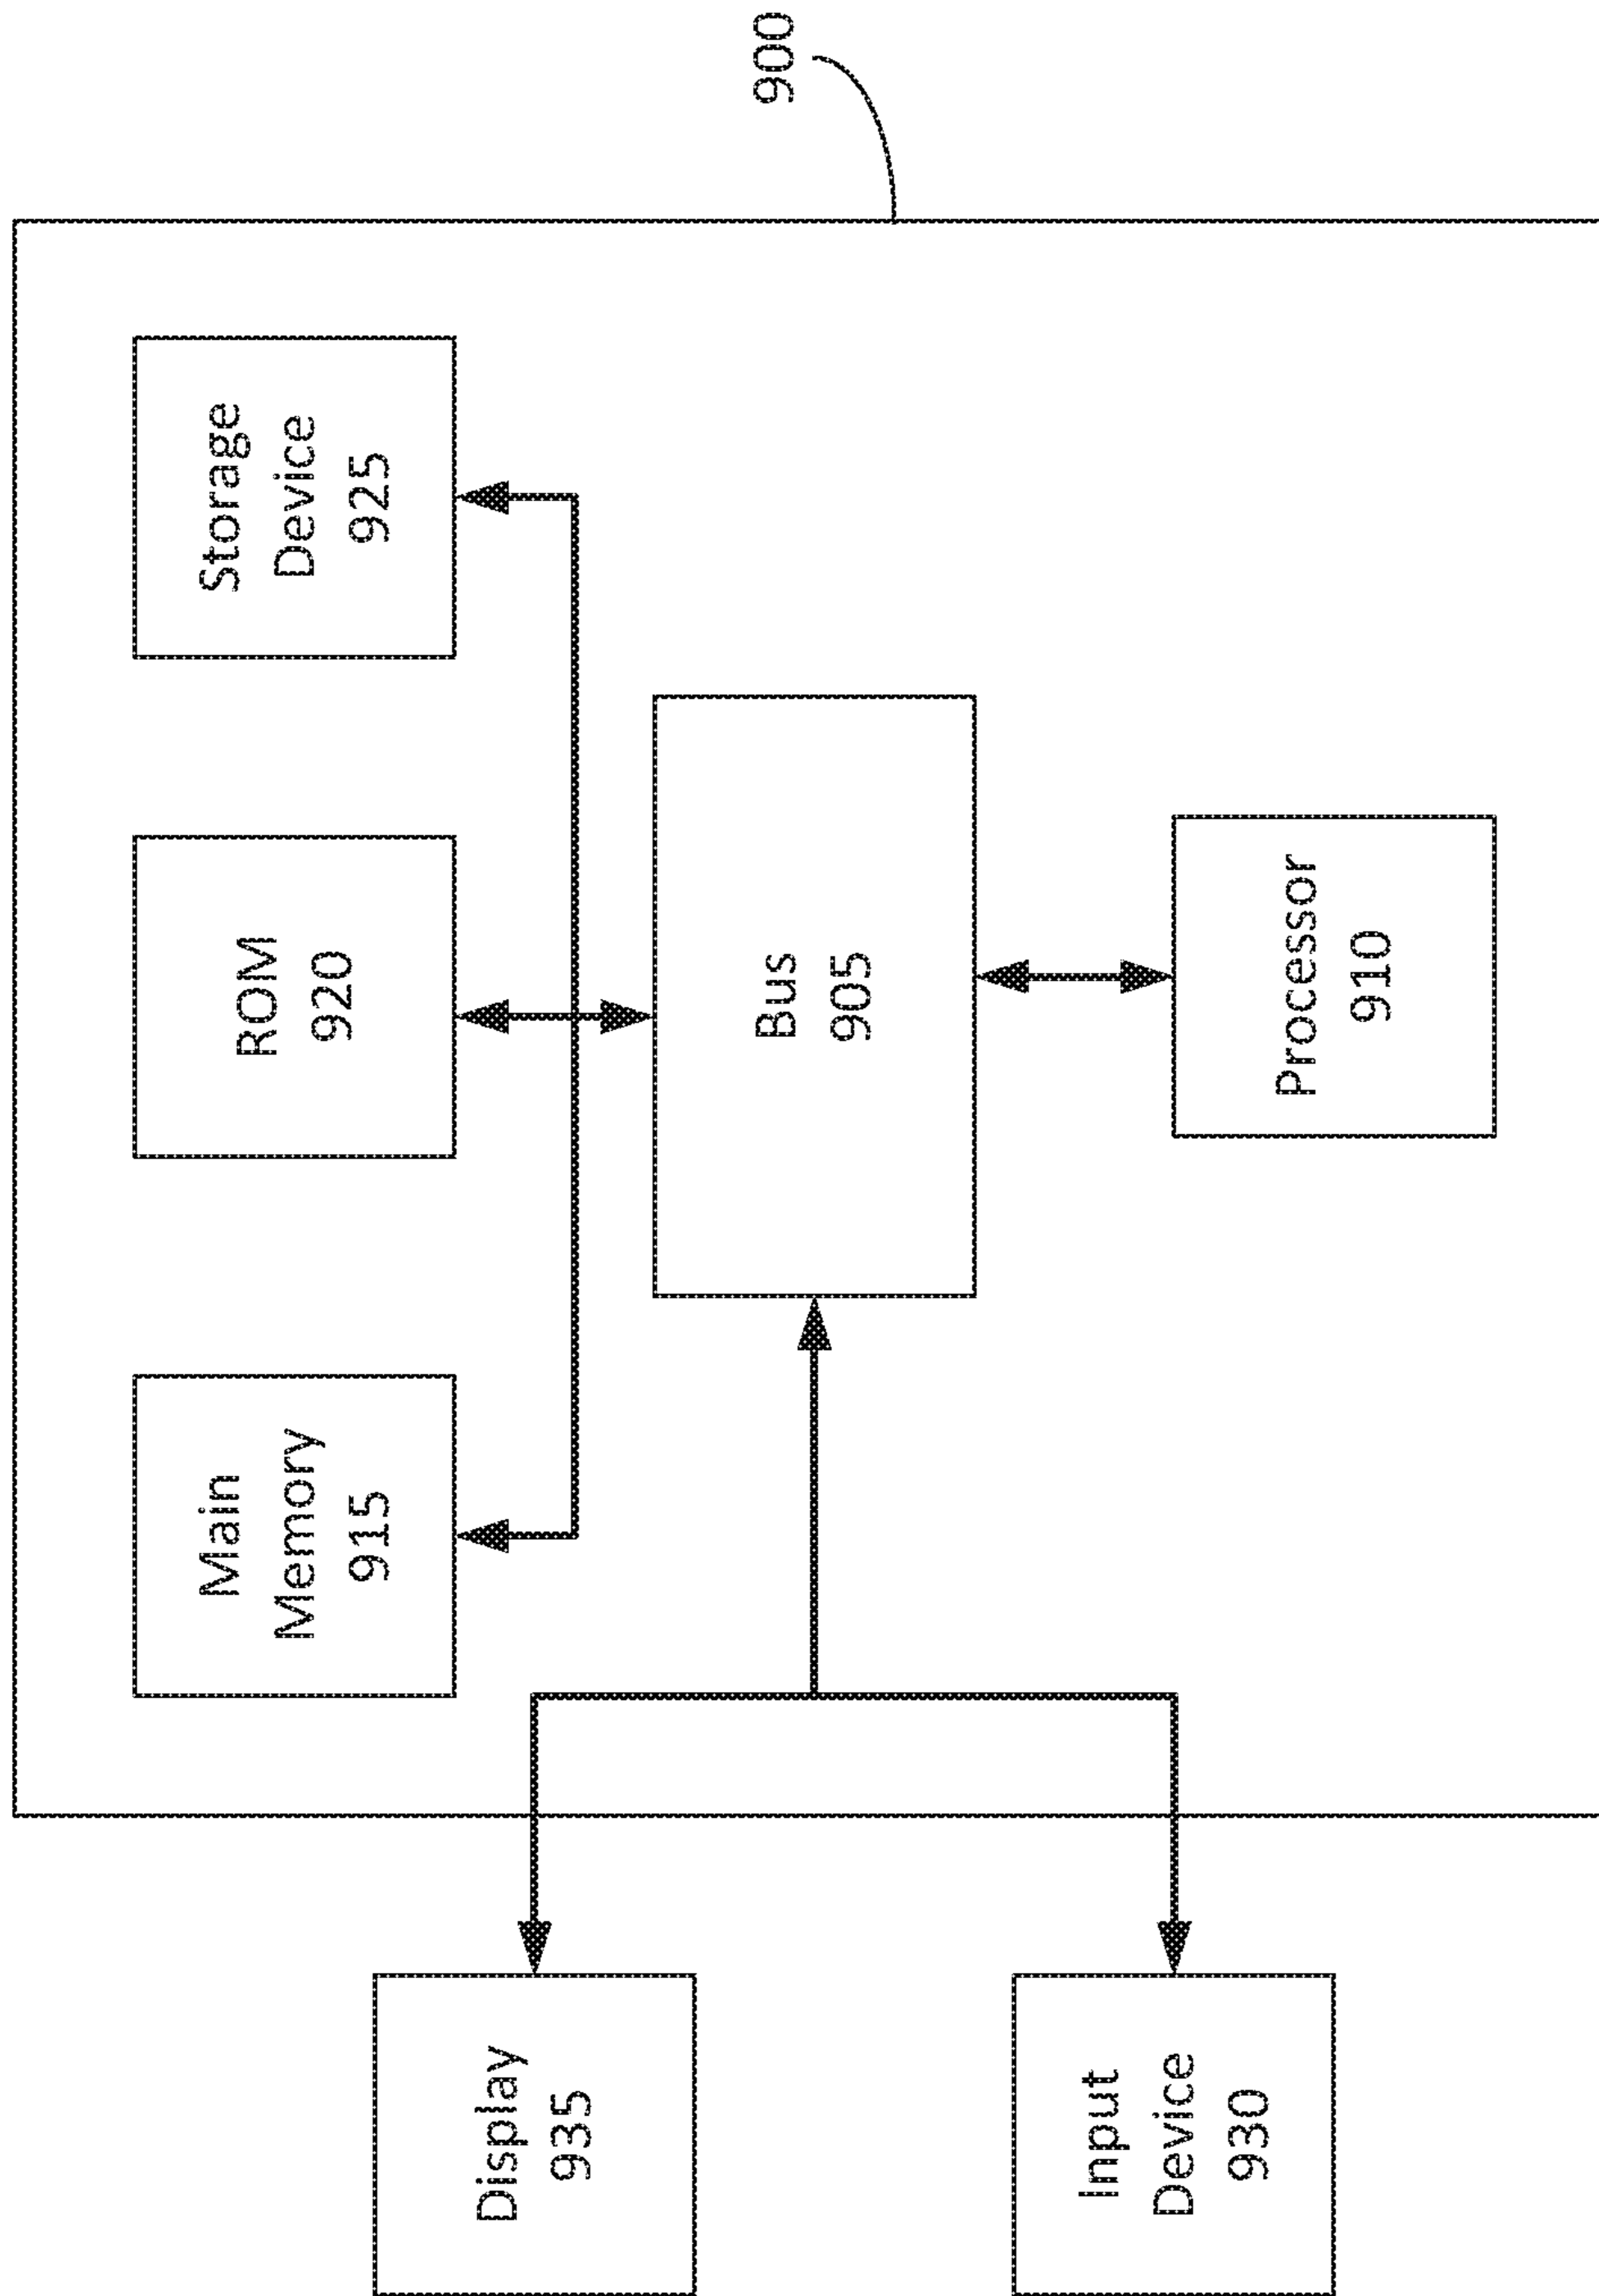 900
Main
Memory
915
ROM
920
Storage
Device
925
Display
935
Bus
905
Input
Device
930
Processor
910